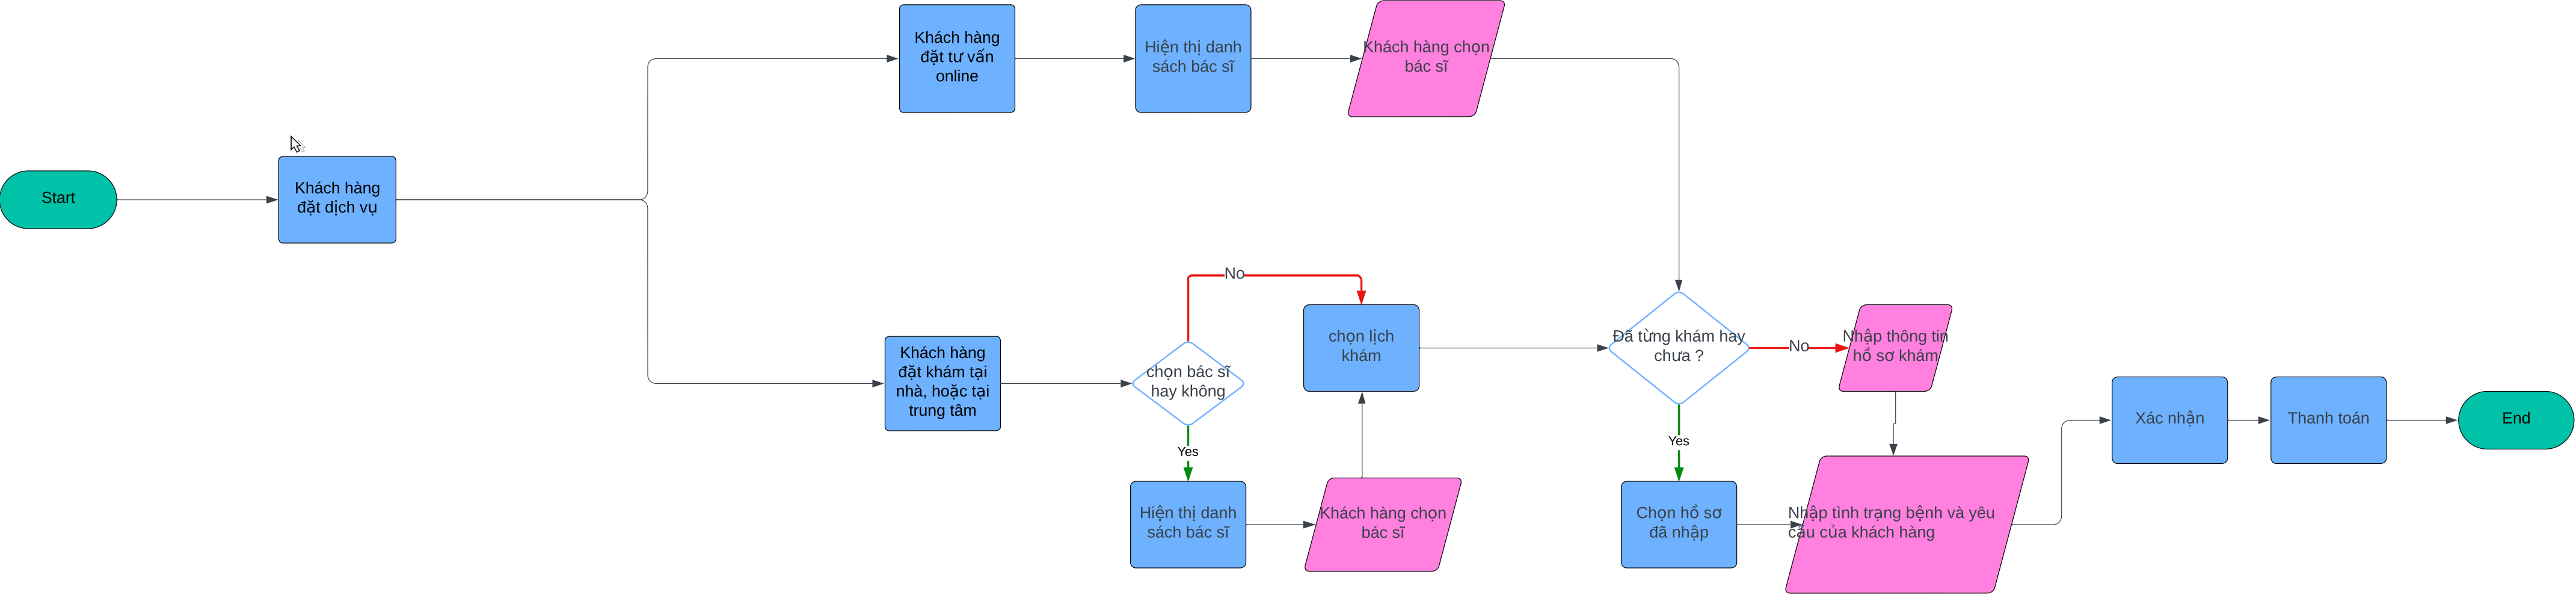 Start
Khách hàng
đặt dịch vụ
Khách hàng
đặt tư vấn
online
Hiện thị danh
sách bác sĩ
Khách hàng chọn
bác sĩ
Khách hàng
đặt khám tại
nhà, hoặc tại
trung tâm
chọn bác sĩ
hay không
No
Yes
Hiện thị danh
sách bác sĩ
Khách hàng chọn
bác sĩ
chọn lịch
khám
Đã từng khám hay
chưa ?
No
Yes
Nhập thông tin
hồ sơ khám
Chọn hồ sơ
đã nhập
Nhập tình trạng bệnh và yêu
cầu của khách hàng
Xác nhận
Thanh toán
End